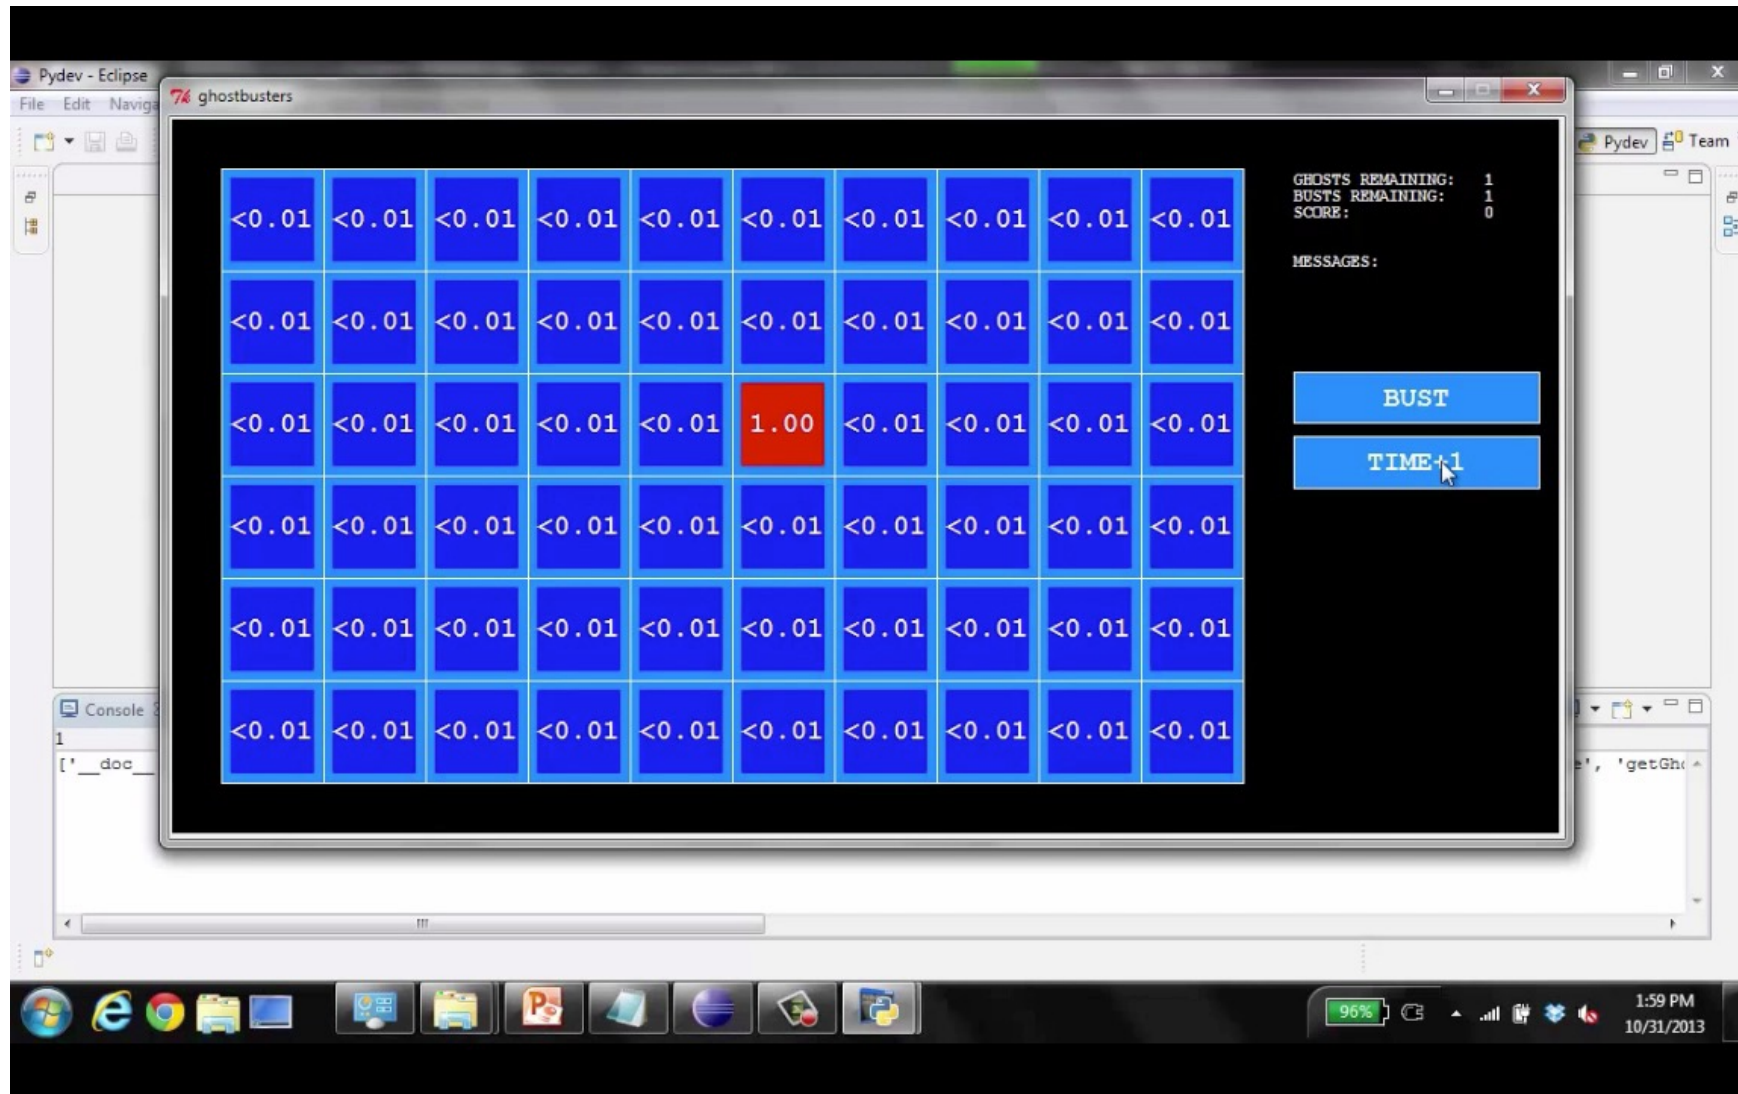 Pydev - Eclipse
File Edit Naviga
ghostbusters
Pydev Team
<0.01 <0.01 <0.01 <0.01 <0.01 <0.01 <0.01 <0.01 <0.01 <0.01
<0.01 <0.01 <0.01 <0.01 <0.01 <0.01 <0.01 <0.01 <0.01 <0.01
<0.01 <0.01 <0.01 <0.01 <0.01 1.00 <0.01 <0.01 <0.01 <0.01
<0.01 <0.01 <0.01 <0.01 <0.01 <0.01 <0.01 <0.01 <0.01 <0.01
<0.01 <0.01 <0.01 <0.01 <0.01 <0.01 <0.01 <0.01 <0.01 <0.01
<0.01 <0.01 <0.01 <0.01 <0.01 <0.01 <0.01 <0.01 <0.01 <0.01
GHOSTS REMAINING: 1
BUSTS REMAINING: 1
SCORE: 0
MESSAGES:
BUST
TIME+1
Console
1
['__doc__ e', 'getGho
96%
1:59 PM
10/31/2013